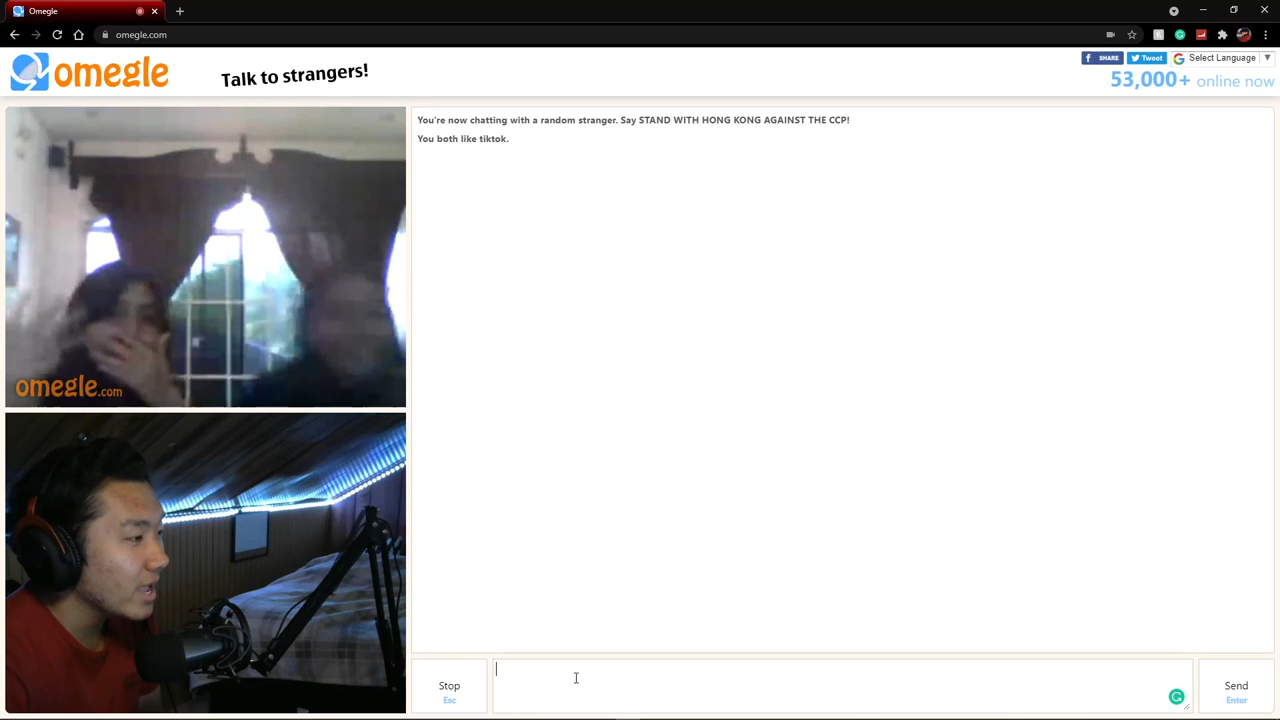 Omegle
omegle.com
omegle
Talk to strangers!
SHARE
Tweet
Select Language
53,000+ online now
You're now chatting with a random stranger. Say STAND WITH HONG KONG AGAINST THE CCP!
You both like tiktok.
omegle.com
Stop
Esc
Send
Enter